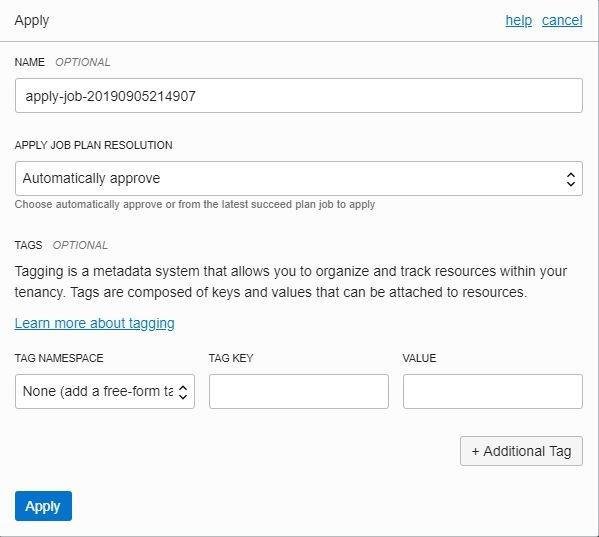 Apply help cancel
NAME OPTIONAL
apply-job-20190905214907
APPLY JOB PLAN RESOLUTION
Automatically approve
Choose automatically approve or from the latest succeed plan job to apply
TAGS OPTIONAL
Tagging is a metadata system that allows you to organize and track resources within your
tenancy. Tags are composed of keys and values that can be attached to resources.
Learn more about tagging
TAG NAMESPACE TAG KEY VALUE
None (add a free-form ta
+ Additional Tag
Apply